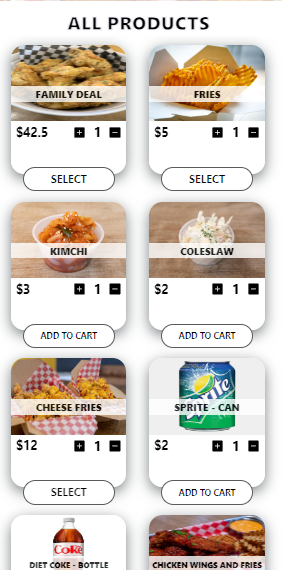 ALL PRODUCTS
FAMILY DEAL
$42.5 1
SELECT
FRIES
$5 1
SELECT
KIMCHI
$3 1
ADD TO CART
COLESLAW
$2 1
ADD TO CART
CHEESE FRIES
$12 1
SELECT
Sprite
SPRITE - CAN
$2 1
ADD TO CART
Coke
DIET COKE - BOTTLE
CHICKEN WINGS AND FRIES